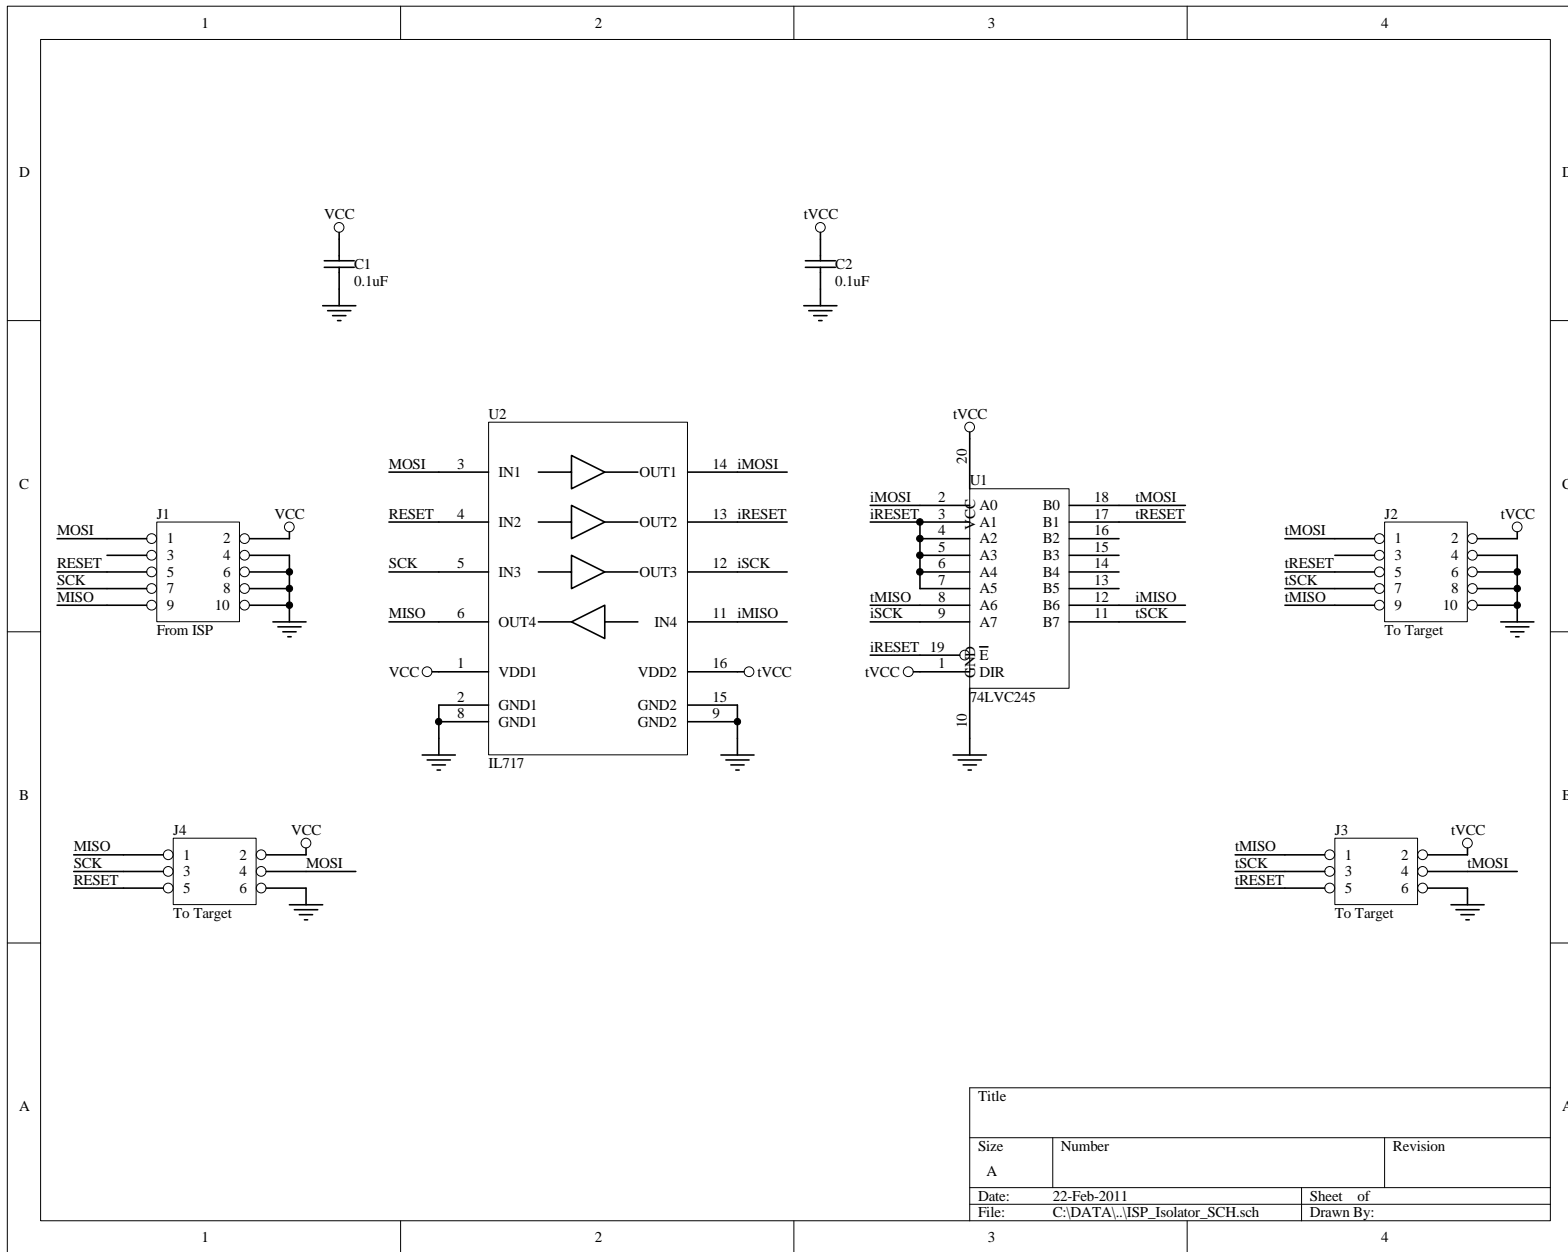 1 2 3 4
D D
VCC tVCC
C1 C2
0.1uF 0.1uF
C C
U2
MOSI 3 IN1 OUT1 14 iMOSI
RESET 4 IN2 OUT2 13 iRESET
SCK 5 IN3 OUT3 12 iSCK
MISO 6 OUT4 IN4 11 iMISO
VCC 1 VDD1 VDD2 16 tVCC
2 GND1 GND2 15
8 GND1 GND2 9
IL717
J1 VCC
MOSI 1 2
3 4
RESET 5 6
SCK 7 8
MISO 9 10
From ISP
tVCC
20
U1
VCC
iMOSI 2 A0 B0 18 tMOSI
iRESET 3 A1 B1 17 tRESET
4 A2 B2 16
5 A3 B3 15
6 A4 B4 14
7 A5 B5 13
tMISO 8 A6 B6 12 iMISO
iSCK 9 A7 B7 11 tSCK
iRESET 19 E
tVCC 1 DIR
GND
74LVC245
10
J2 tVCC
tMOSI 1 2
3 4
tRESET 5 6
tSCK 7 8
tMISO 9 10
To Target
B B
J4 VCC
MISO 1 2
SCK 3 4 MOSI
RESET 5 6
To Target
J3 tVCC
tMISO 1 2
tSCK 3 4 tMOSI
tRESET 5 6
To Target
A A
Title
Size Number Revision
A
Date: 22-Feb-2011 Sheet of
File: C:\DATA\..\ISP_Isolator_SCH.sch Drawn By:
1 2 3 4